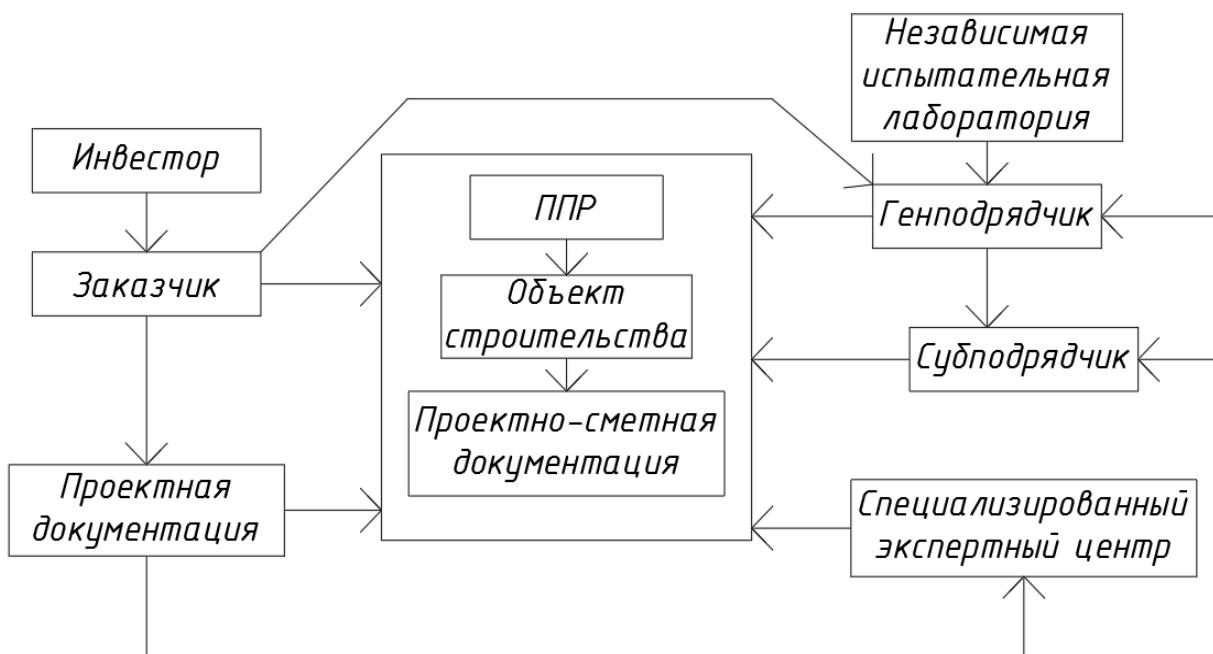 Независимая
испытательная
лаборатория
Инвестор
ППР
Генподрядчик
Заказчик
Объект
строительства
Субподрядчик
Проектно-сметная
документация
Проектная
документация
Специализированный
экспертный центр